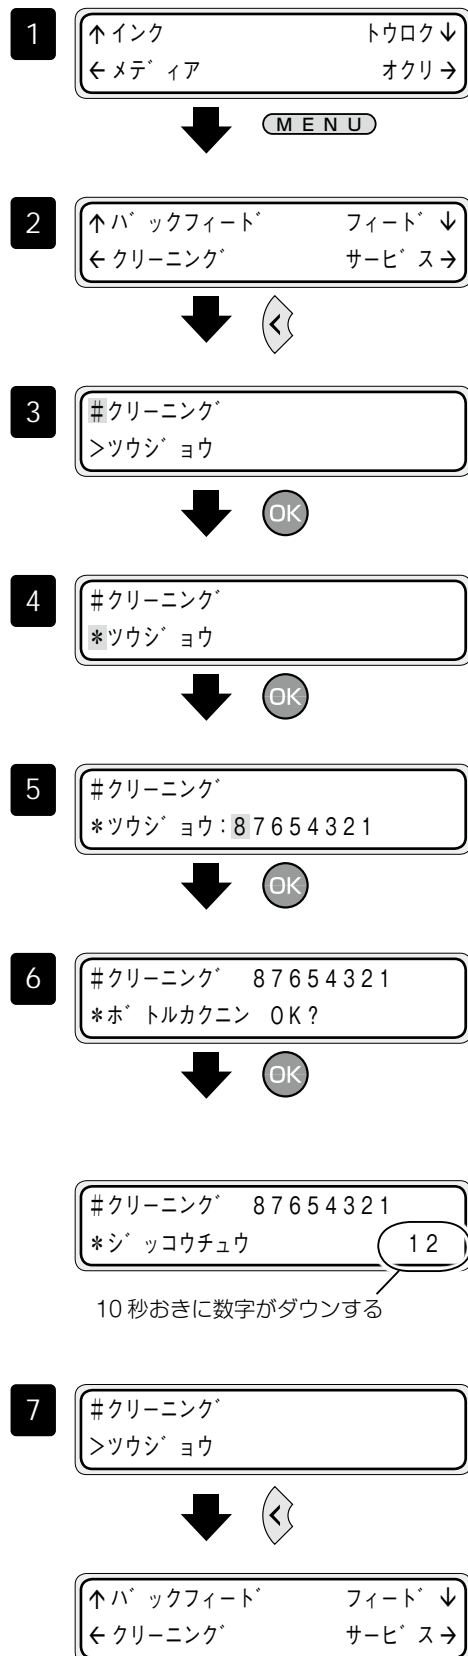 1
↑インク トウロク↓
←メディア オクリ→
MENU
2
↑バックフィード フィード↓
←クリーニング サービス→
<
3
#クリーニング
>ツウジョウ
OK
4
#クリーニング
*ツウジョウ
OK
5
#クリーニング
*ツウジョウ:87654321
OK
6
#クリーニング 87654321
*ボトルカクニン OK?
OK
#クリーニング 87654321
*ジッコウチュウ 12
10秒おきに数字がダウンする
7
#クリーニング
>ツウジョウ
<
↑バックフィード フィード↓
←クリーニング サービス→